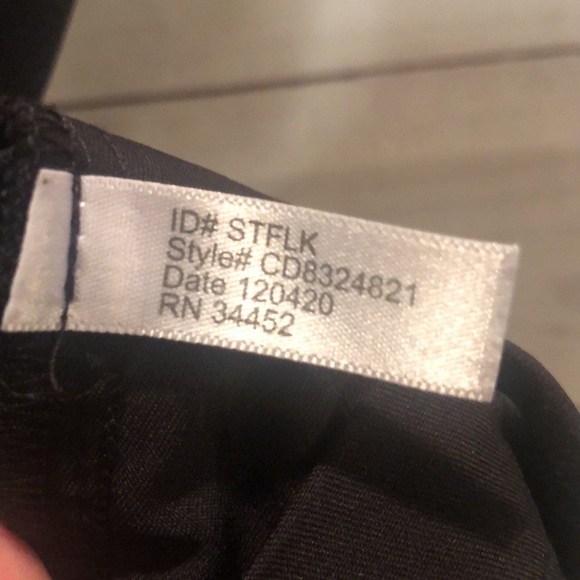 ID# STFLK
Style# CD8324821
Date 120420
RN 34452